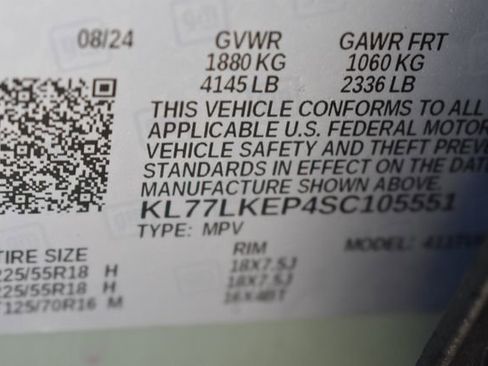 08/24 GVWR GAWR FRT
1880 KG 1060 KG
4145 LB 2336 LB
THIS VEHICLE CONFORMS TO ALL
APPLICABLE U.S. FEDERAL MOTOR
VEHICLE SAFETY AND THEFT PREVE
STANDARDS IN EFFECT ON THE DATE
MANUFACTURE SHOWN ABOVE.
KL77LKEP4SC105551
TYPE: MPV MODEL:
TIRE SIZE RIM
225/55R18 H 18X7.5J
225/55R18 H 18X7.5J
T125/70R16 M 16X4BT